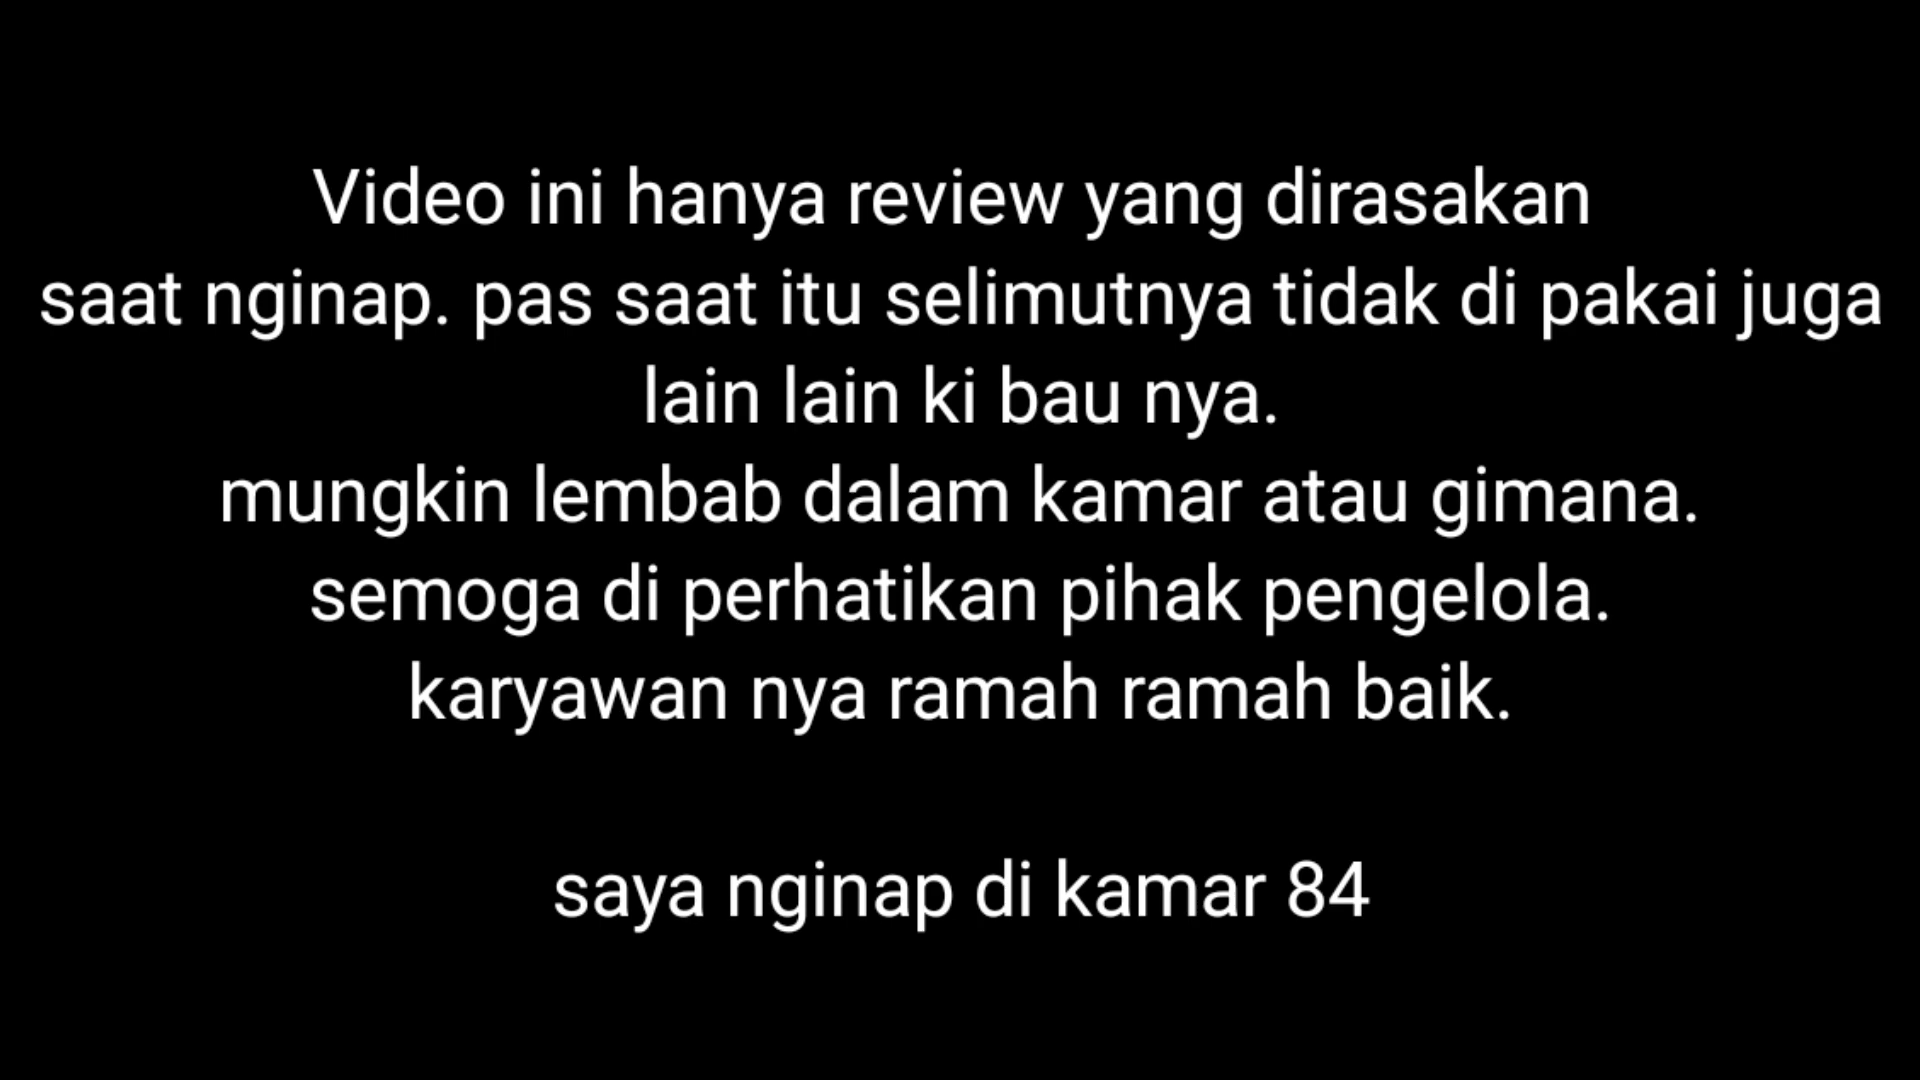 Video ini hanya review yang dirasakan
saat nginap. pas saat itu selimutnya tidak di pakai juga
lain lain ki bau nya.
mungkin lembab dalam kamar atau gimana.
semoga di perhatikan pihak pengelola.
karyawan nya ramah ramah baik.
saya nginap di kamar 84